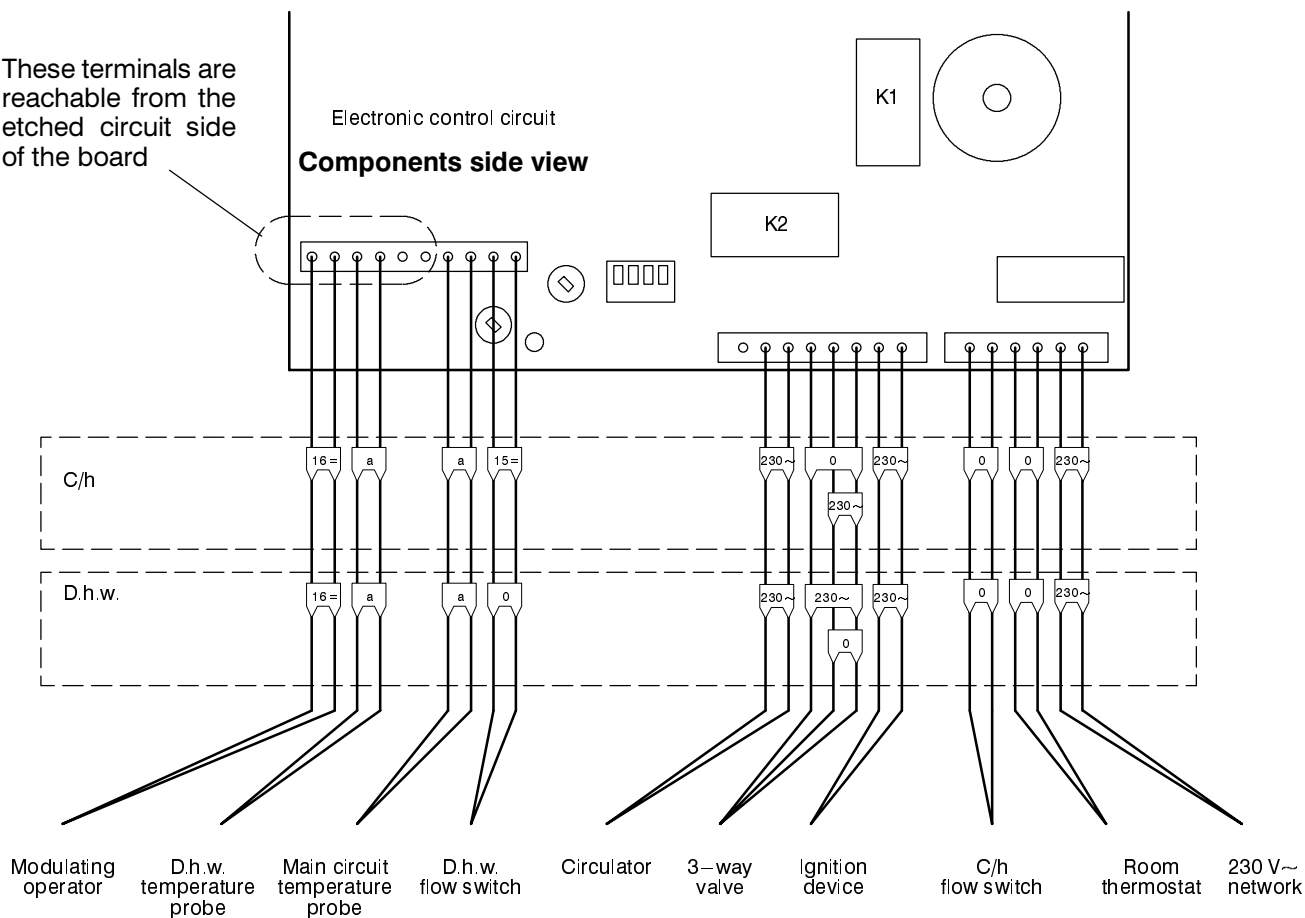 These terminals are
reachable from the
etched circuit side
of the board
Electronic control circuit
Components side view
K1
K2
C/h
16= a a 15= 230~ 0 230~ 0 0 230~
230~
D.h.w.
16= a a 0 230~ 230~ 230~ 0 0 230~
0
Modulating
operator
D.h.w.
temperature
probe
Main circuit
temperature
probe
D.h.w.
flow switch
Circulator
3–way
valve
Ignition
device
C/h
flow switch
Room
thermostat
230 V~
network